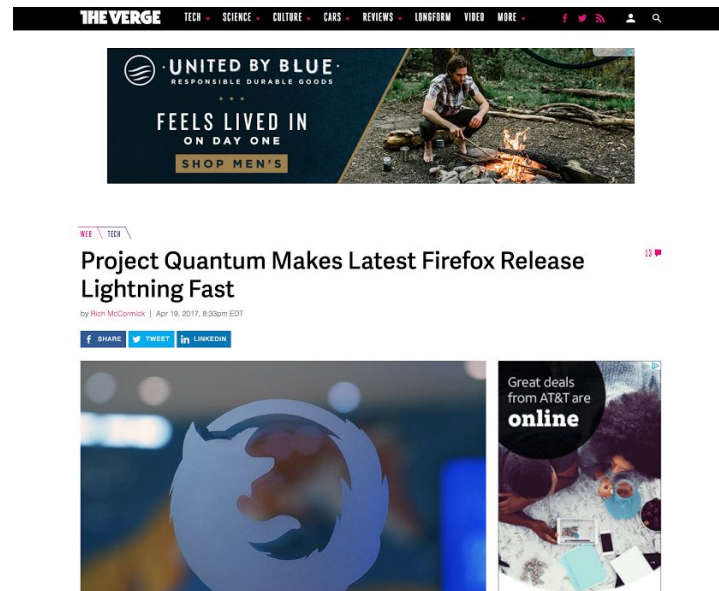 THE VERGE
TECH SCIENCE CULTURE CARS REVIEWS LONGFORM VIDEO MORE
·UNITED BY BLUE·
RESPONSIBLE DURABLE GOODS
FEELS LIVED IN
ON DAY ONE
SHOP MEN'S
WEB \ TECH \
13
Project Quantum Makes Latest Firefox Release
Lightning Fast
by Rich McCormick | Apr 19, 2017, 8:33pm EDT
f SHARE TWEET in LINKEDIN
Great deals
from AT&T are
online